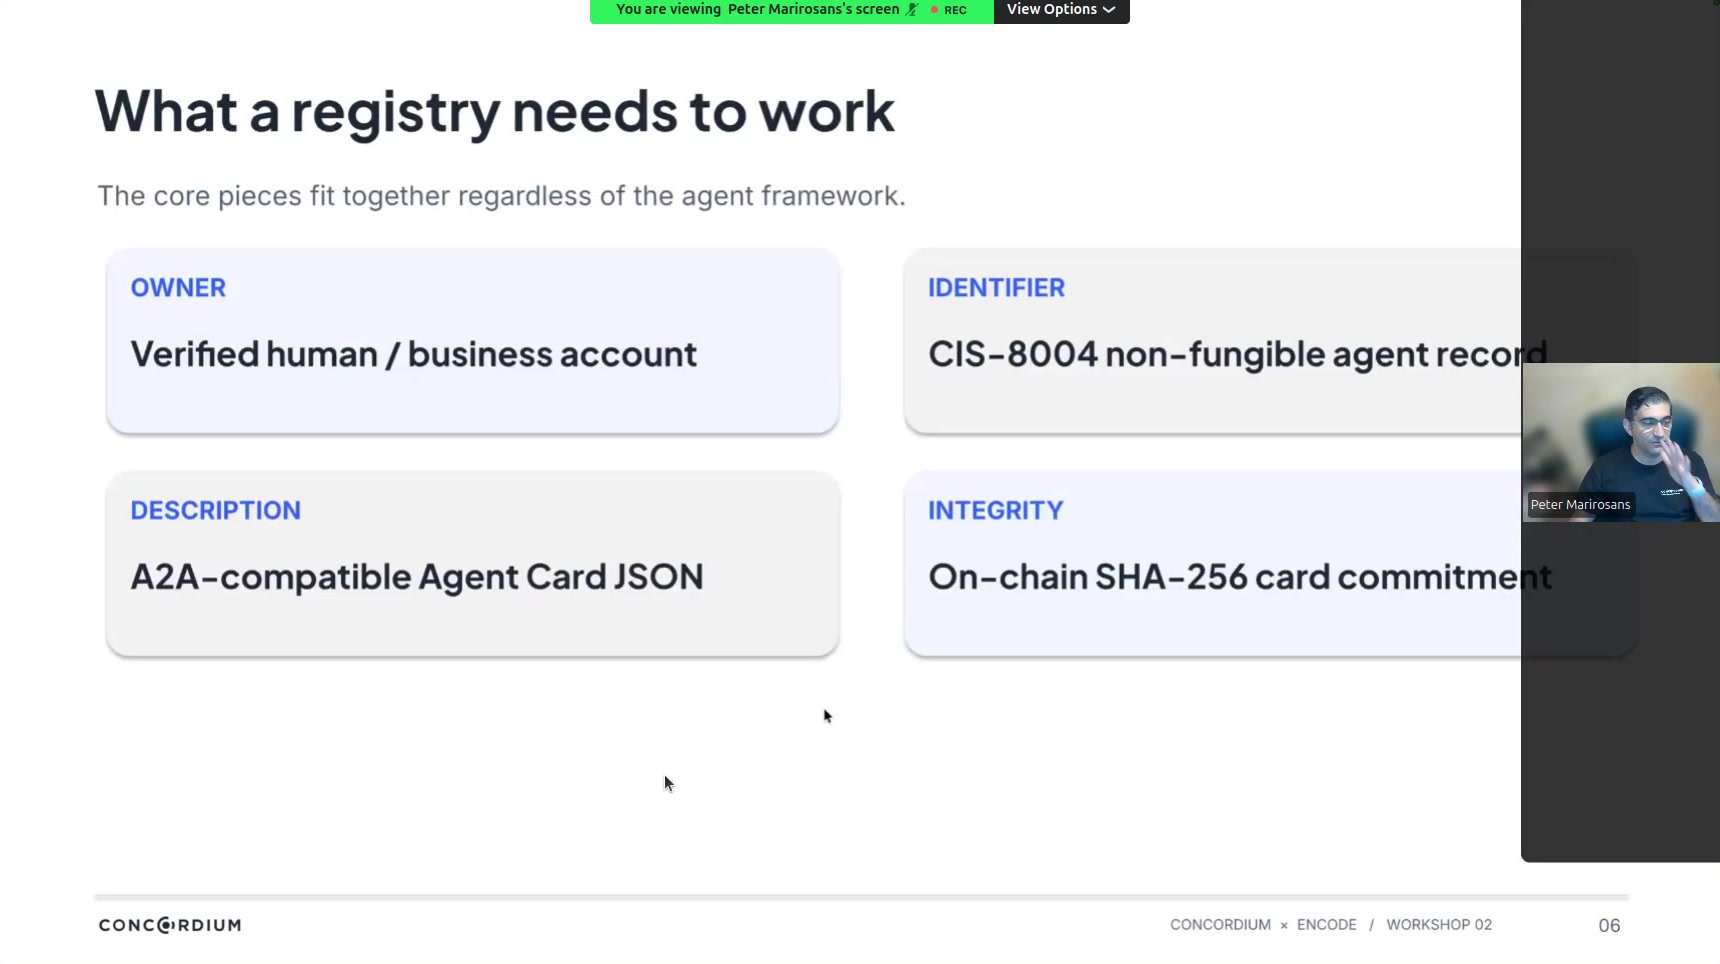 You are viewing Peter Marirosans's screen REC View Options
What a registry needs to work
The core pieces fit together regardless of the agent framework.
OWNER
Verified human / business account
IDENTIFIER
CIS-8004 non-fungible agent record
DESCRIPTION
A2A-compatible Agent Card JSON
INTEGRITY
On-chain SHA-256 card commitment
Peter Marirosans
CONCORDIUM
CONCORDIUM × ENCODE / WORKSHOP 02
06